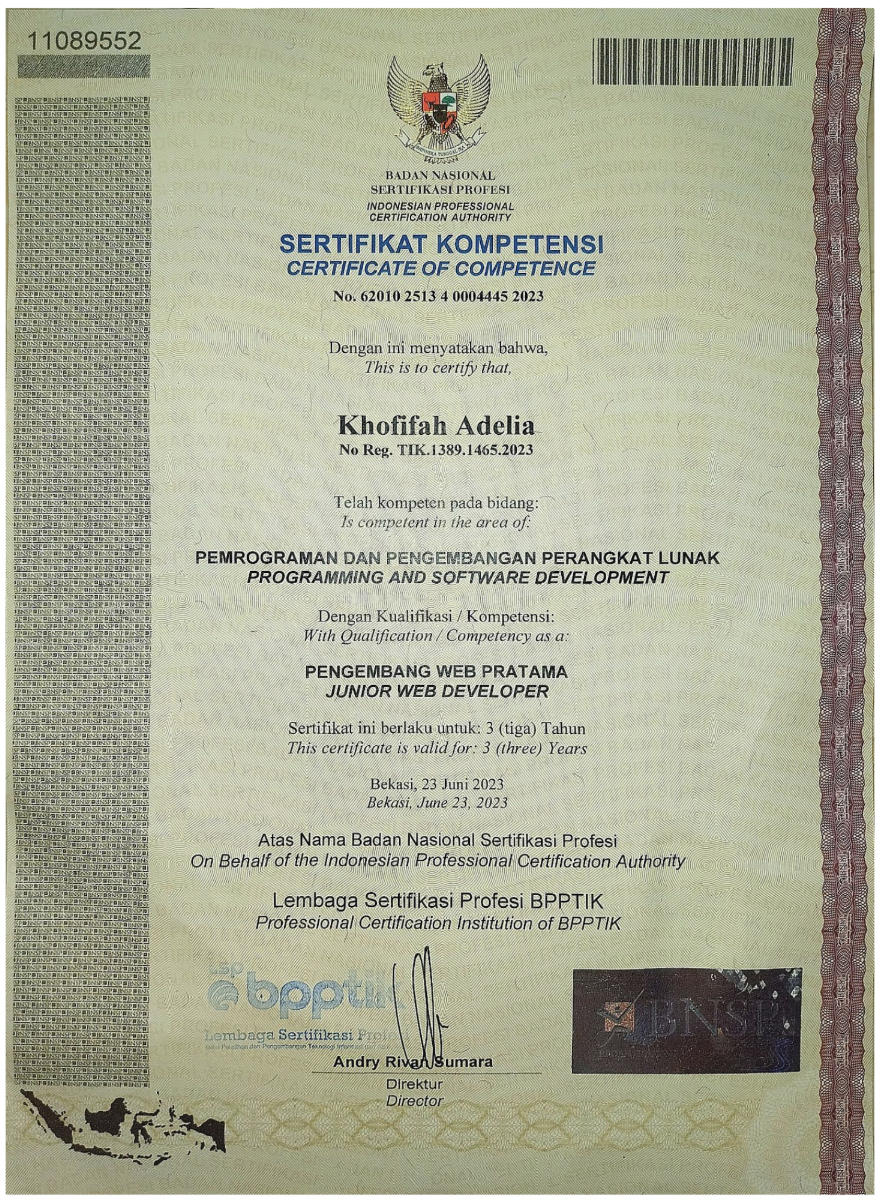 11089552
BADAN NASIONAL
SERTIFIKASI PROFESI
INDONESIAN PROFESSIONAL
CERTIFICATION AUTHORITY
SERTIFIKAT KOMPETENSI
CERTIFICATE OF COMPETENCE
No. 62010 2513 4 0004445 2023
Dengan ini menyatakan bahwa,
This is to certify that,
Khofifah Adelia
No Reg. TIK.1389.1465.2023
Telah kompeten pada bidang:
Is competent in the area of:
PEMROGRAMAN DAN PENGEMBANGAN PERANGKAT LUNAK
PROGRAMMING AND SOFTWARE DEVELOPMENT
Dengan Kualifikasi / Kompetensi:
With Qualification / Competency as a:
PENGEMBANG WEB PRATAMA
JUNIOR WEB DEVELOPER
Sertifikat ini berlaku untuk: 3 (tiga) Tahun
This certificate is valid for: 3 (three) Years
Bekasi, 23 Juni 2023
Bekasi, June 23, 2023
Atas Nama Badan Nasional Sertifikasi Profesi
On Behalf of the Indonesian Professional Certification Authority
Lembaga Sertifikasi Profesi BPPTIK
Professional Certification Institution of BPPTIK
LSP
bpptik
Lembaga Sertifikasi
BNSP
Andry Rivan Sumara
Direktur
Director